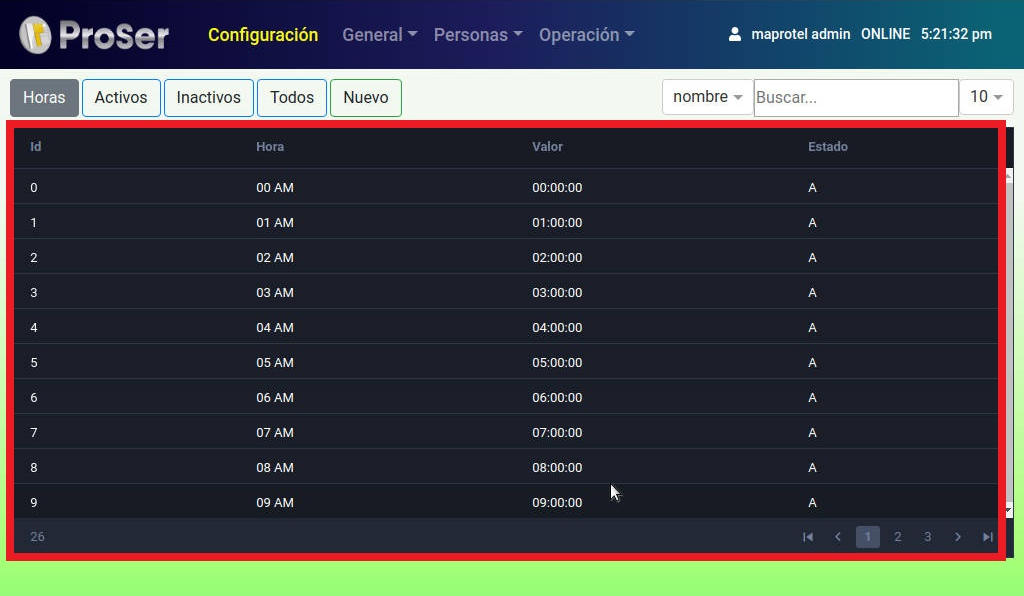 ProSer Configuración General Personas Operación maprotel admin ONLINE 5:21:32 pm
Horas Activos Inactivos Todos Nuevo nombre Buscar... 10
Id Hora Valor Estado
0 00 AM 00:00:00 A
1 01 AM 01:00:00 A
2 02 AM 02:00:00 A
3 03 AM 03:00:00 A
4 04 AM 04:00:00 A
5 05 AM 05:00:00 A
6 06 AM 06:00:00 A
7 07 AM 07:00:00 A
8 08 AM 08:00:00 A
9 09 AM 09:00:00 A
26 1 2 3